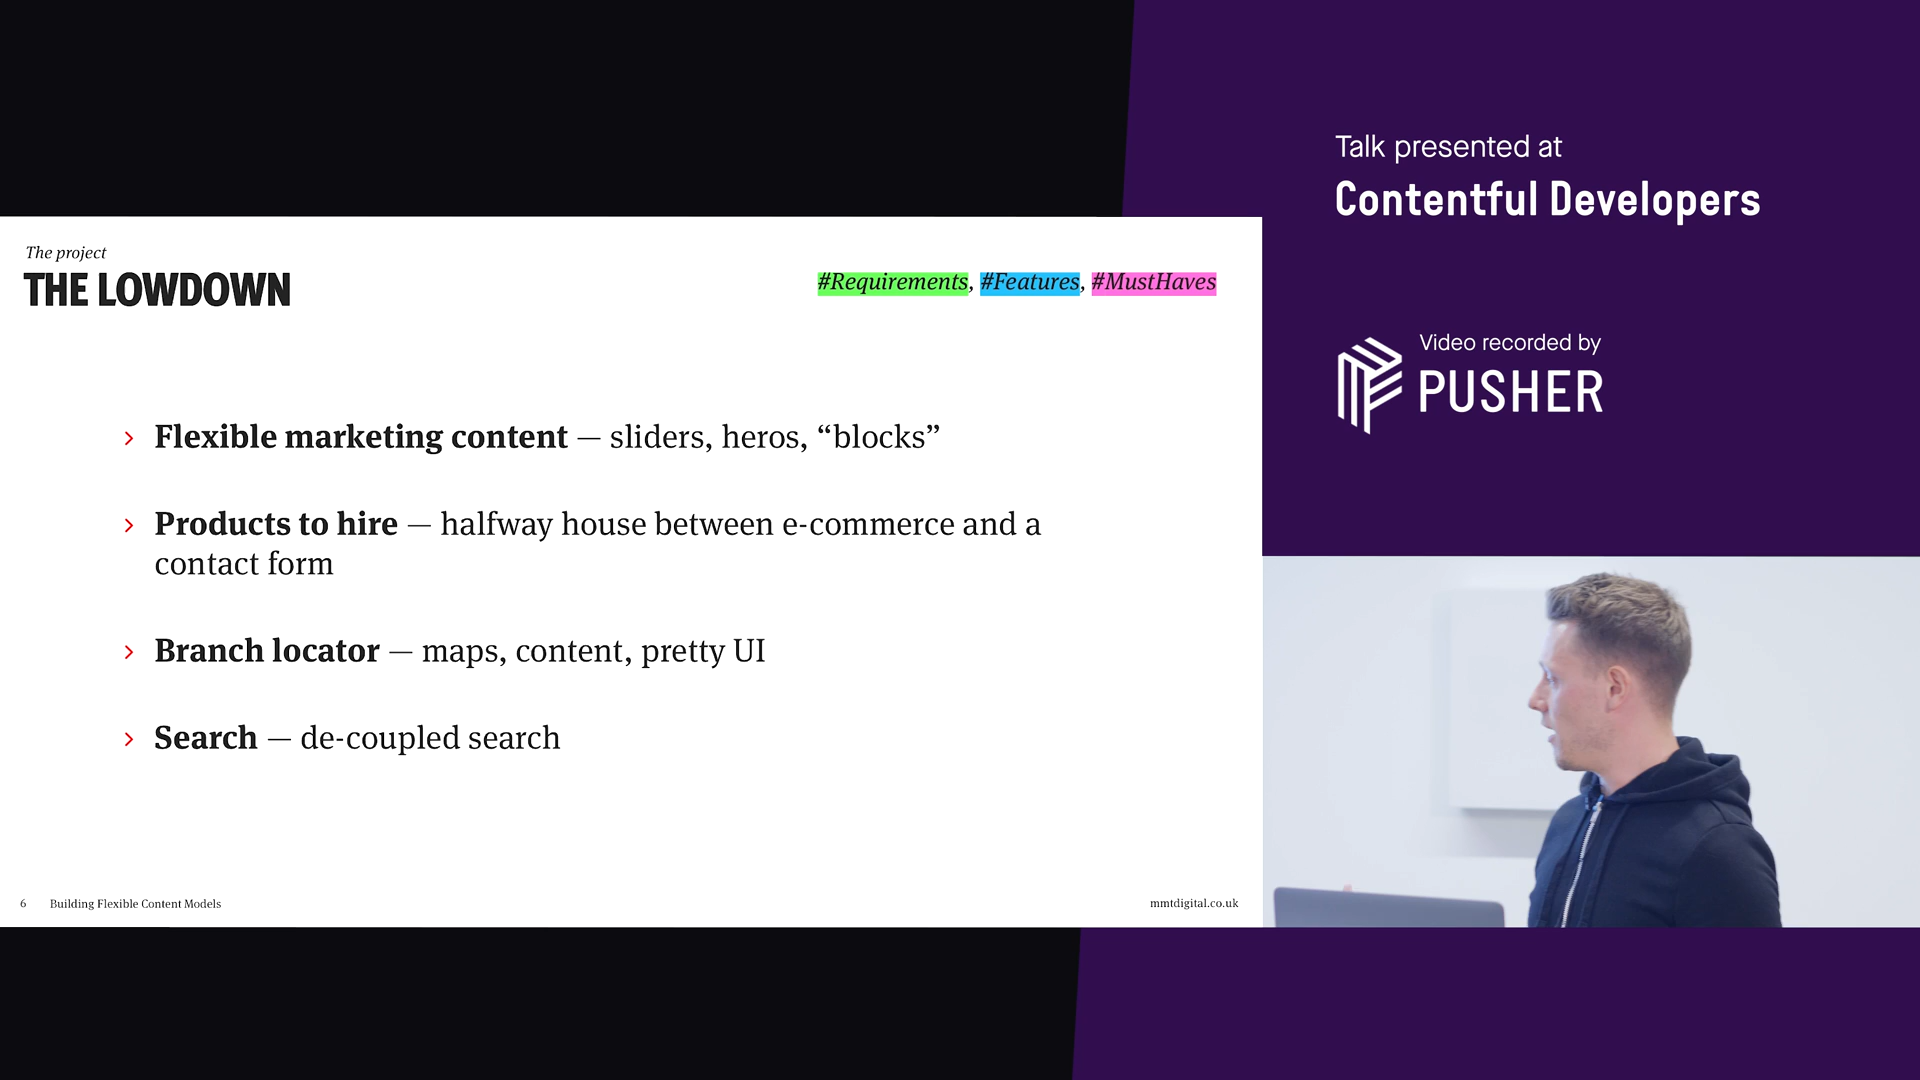 The project
THE LOWDOWN
#Requirements, #Features, #MustHaves
› Flexible marketing content — sliders, heros, “blocks”
› Products to hire — halfway house between e-commerce and a
contact form
› Branch locator — maps, content, pretty UI
› Search — de-coupled search
6 Building Flexible Content Models
mmtdigital.co.uk
Talk presented at
Contentful Developers
Video recorded by
PUSHER